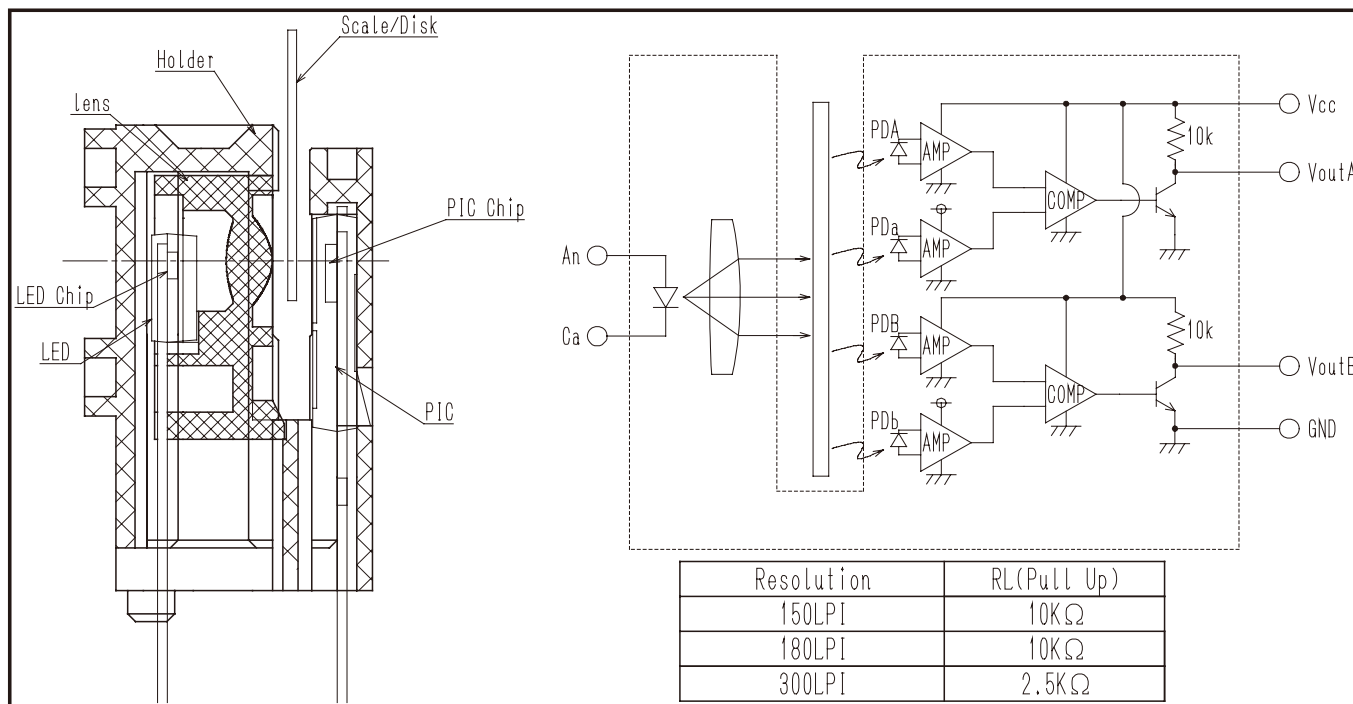 Scale/Disk
Holder
lens
PIC Chip
LED Chip
LED
PIC
An
Ca
PDA
AMP
PDa
AMP
COMP
PDB
AMP
PDb
AMP
COMP
10k
10k
Vcc
VoutA
VoutB
GND
Resolution RL(Pull Up)
150LPI 10KΩ
180LPI 10KΩ
300LPI 2.5KΩ